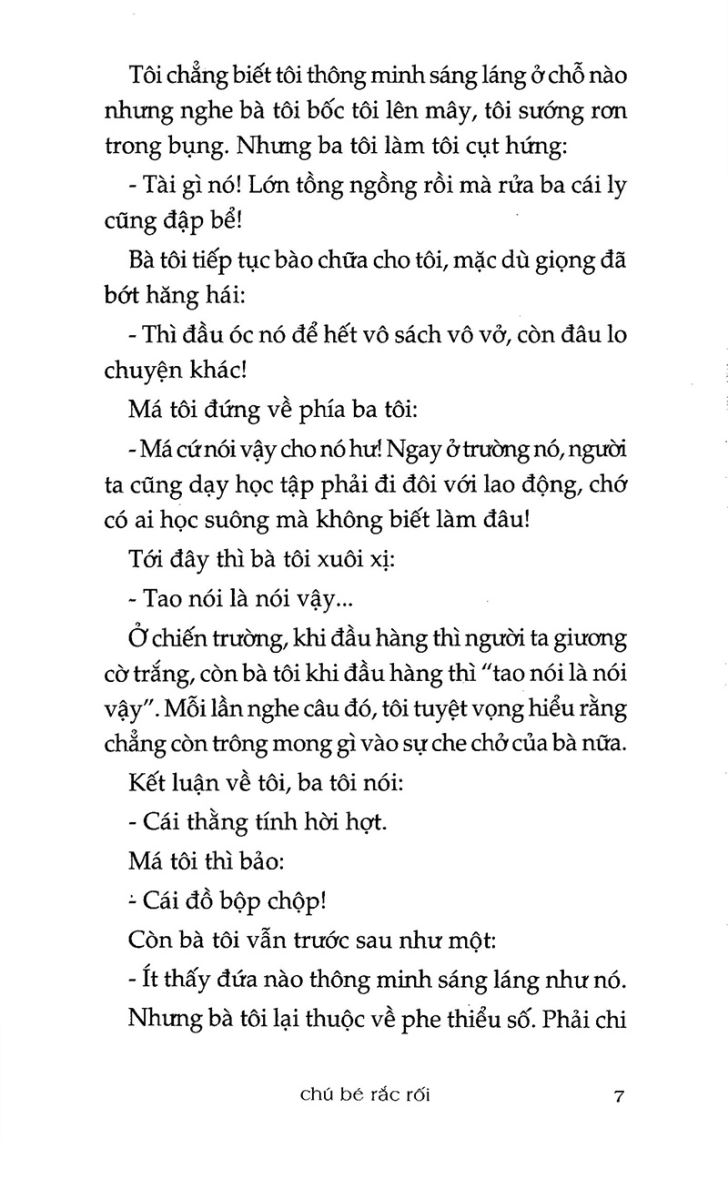 Tôi chẳng biết tôi thông minh sáng láng ở chỗ nào
nhưng nghe bà tôi bốc tôi lên mây, tôi sướng rơn
trong bụng. Nhưng ba tôi làm tôi cụt hứng:
- Tài gì nó! Lớn tồng ngồng rồi mà rửa ba cái ly
cũng đập bể!
Bà tôi tiếp tục bào chữa cho tôi, mặc dù giọng đã
bớt hăng hái:
- Thì đầu óc nó để hết vô sách vô vở, còn đâu lo
chuyện khác!
Má tôi đứng về phía ba tôi:
- Má cứ nói vậy cho nó hư! Ngay ở trường nó, người
ta cũng dạy học tập phải đi đôi với lao động, chớ
có ai học suông mà không biết làm đâu!
Tới đây thì bà tôi xuôi xị:
- Tao nói là nói vậy...
Ở chiến trường, khi đầu hàng thì người ta giương
cờ trắng, còn bà tôi khi đầu hàng thì "tao nói là nói
vậy". Mỗi lần nghe câu đó, tôi tuyệt vọng hiểu rằng
chẳng còn trông mong gì vào sự che chở của bà nữa.
Kết luận về tôi, ba tôi nói:
- Cái thằng tính hời hợt.
Má tôi thì bảo:
- Cái đồ bộp chộp!
Còn bà tôi vẫn trước sau như một:
- Ít thấy đứa nào thông minh sáng láng như nó.
Nhưng bà tôi lại thuộc về phe thiểu số. Phải chi
chú bé rắc rối 7